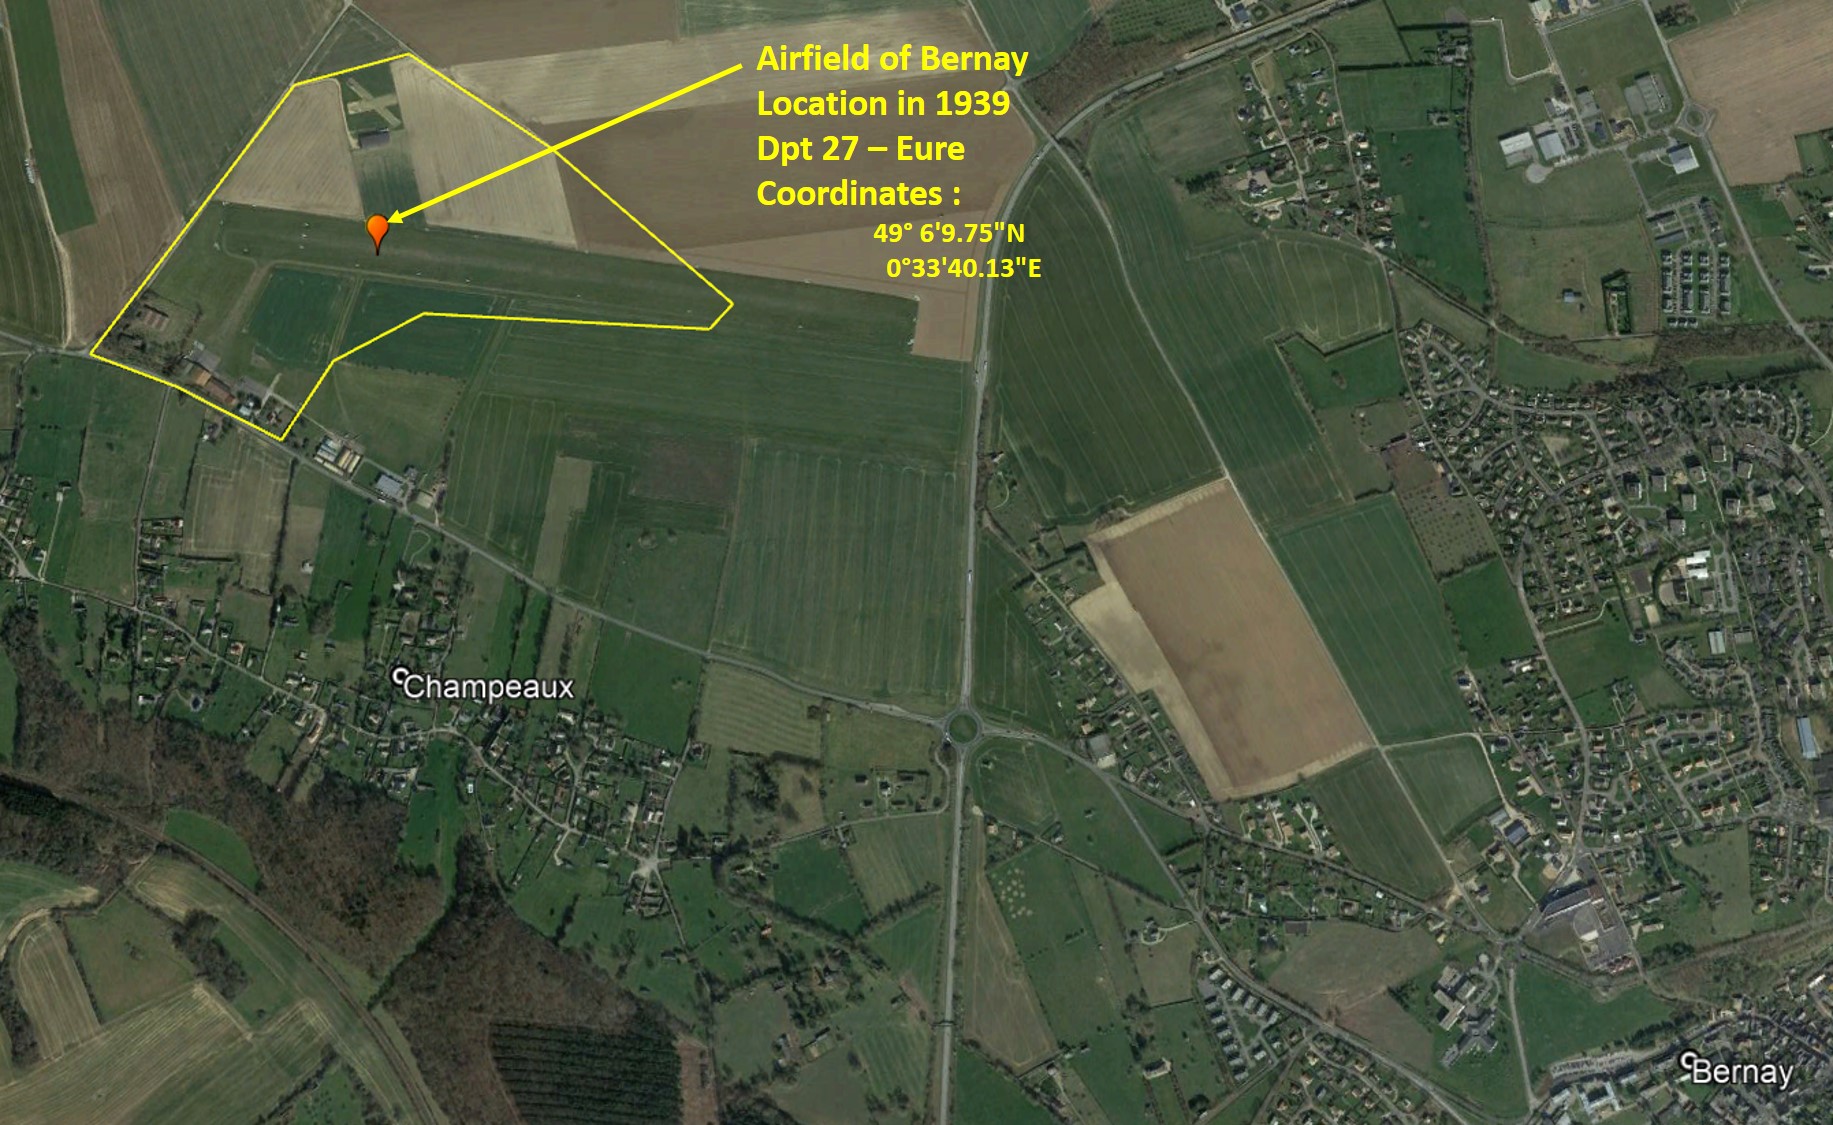 Airfield of Bernay
Location in 1939
Dpt 27 – Eure
Coordinates :
49° 6'9.75"N
0°33'40.13"E
Champeaux
Bernay